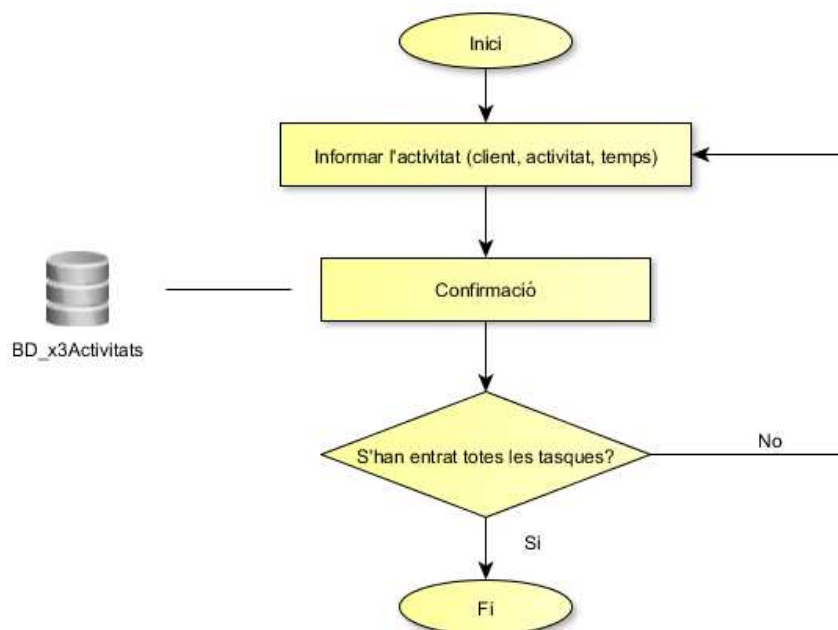 Inici
Informar l'activitat (client, activitat, temps)
Confirmació
BD_x3Activitats
S'han entrat totes les tasques?
No
Si
Fi